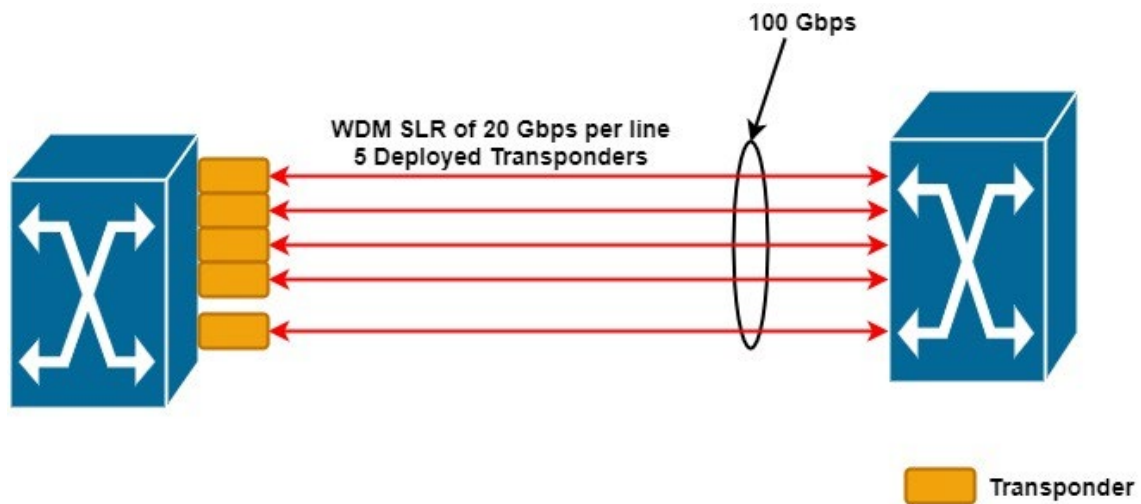 100 Gbps
WDM SLR of 20 Gbps per line
5 Deployed Transponders
Transponder